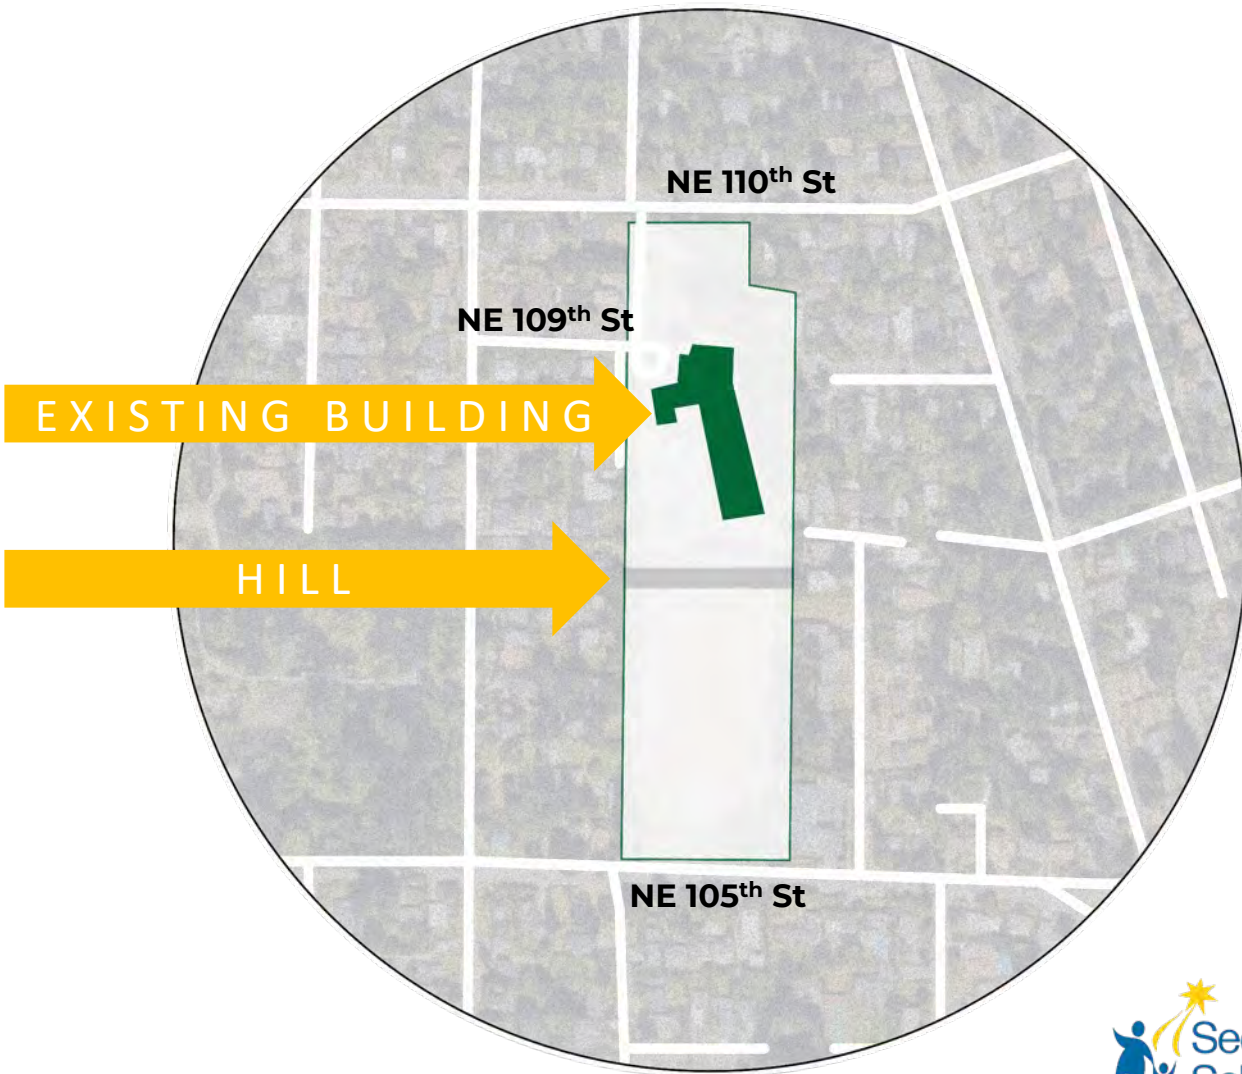 NE 110th St
NE 109th St
EXISTING BUILDING
HILL
NE 105th St